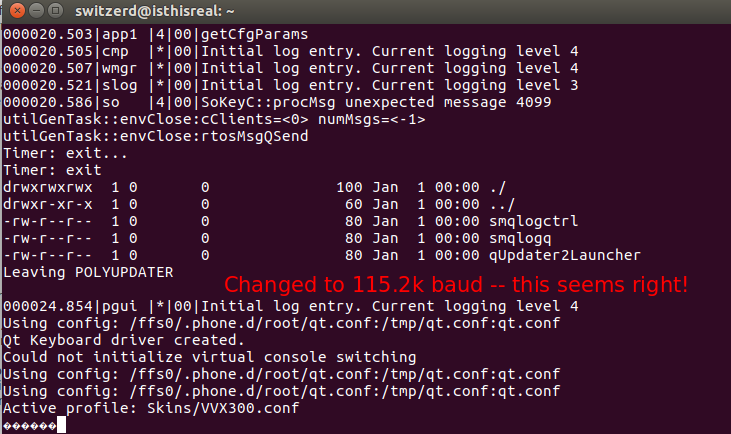 switzerd@isthisreal: ~
000020.503|app1 |4|00|getCfgParams
000020.505|cmp  |*|00|Initial log entry. Current logging level 4
000020.507|wmgr |*|00|Initial log entry. Current logging level 4
000020.521|slog |*|00|Initial log entry. Current logging level 3
000020.586|so   |4|00|SoKeyC::procMsg unexpected message 4099
utilGenTask::envClose:cClients=<0> numMsgs=<-1>
utilGenTask::envClose:rtosMsgQSend
Timer: exit...
Timer: exit
drwxrwxrwx  1 0        0               100 Jan  1 00:00 ./
drwxr-xr-x  1 0        0                60 Jan  1 00:00 ../
-rw-r--r--  1 0        0                80 Jan  1 00:00 smqlogctrl
-rw-r--r--  1 0        0                80 Jan  1 00:00 smqlogq
-rw-r--r--  1 0        0                80 Jan  1 00:00 qUpdater2Launcher
Leaving POLYUPDATER
Changed to 115.2k baud -- this seems right!
000024.854|pgui |*|00|Initial log entry. Current logging level 4
Using config: /ffs0/.phone.d/root/qt.conf:/tmp/qt.conf:qt.conf
Qt Keyboard driver created.
Could not initialize virtual console switching
Using config: /ffs0/.phone.d/root/qt.conf:/tmp/qt.conf:qt.conf
Using config: /ffs0/.phone.d/root/qt.conf:/tmp/qt.conf:qt.conf
Active profile: Skins/VVX300.conf
������